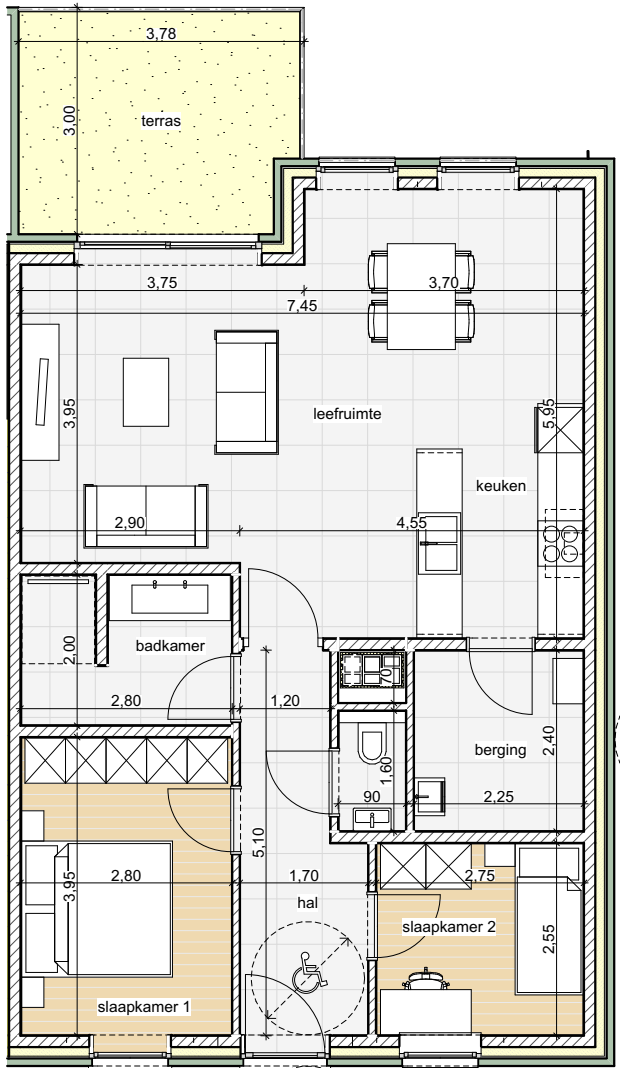 3,78
3,00
terras
3,75
3,70
7,45
3,95
leefruimte
5,95
keuken
2,90
4,55
badkamer
2,00
70
2,80
1,20
berging
2,40
1,60
90
2,25
5,10
3,95
2,80
1,70
2,75
hal
slaapkamer 2
2,55
slaapkamer 1